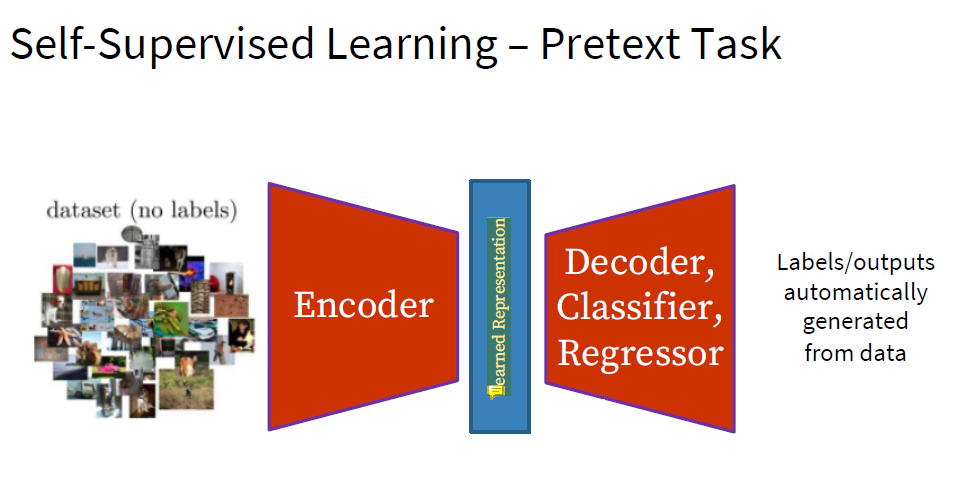 Self-Supervised Learning – Pretext Task
dataset (no labels)
Encoder
Learned Representation
Decoder,
Classifier,
Regressor
Labels/outputs
automatically
generated
from data